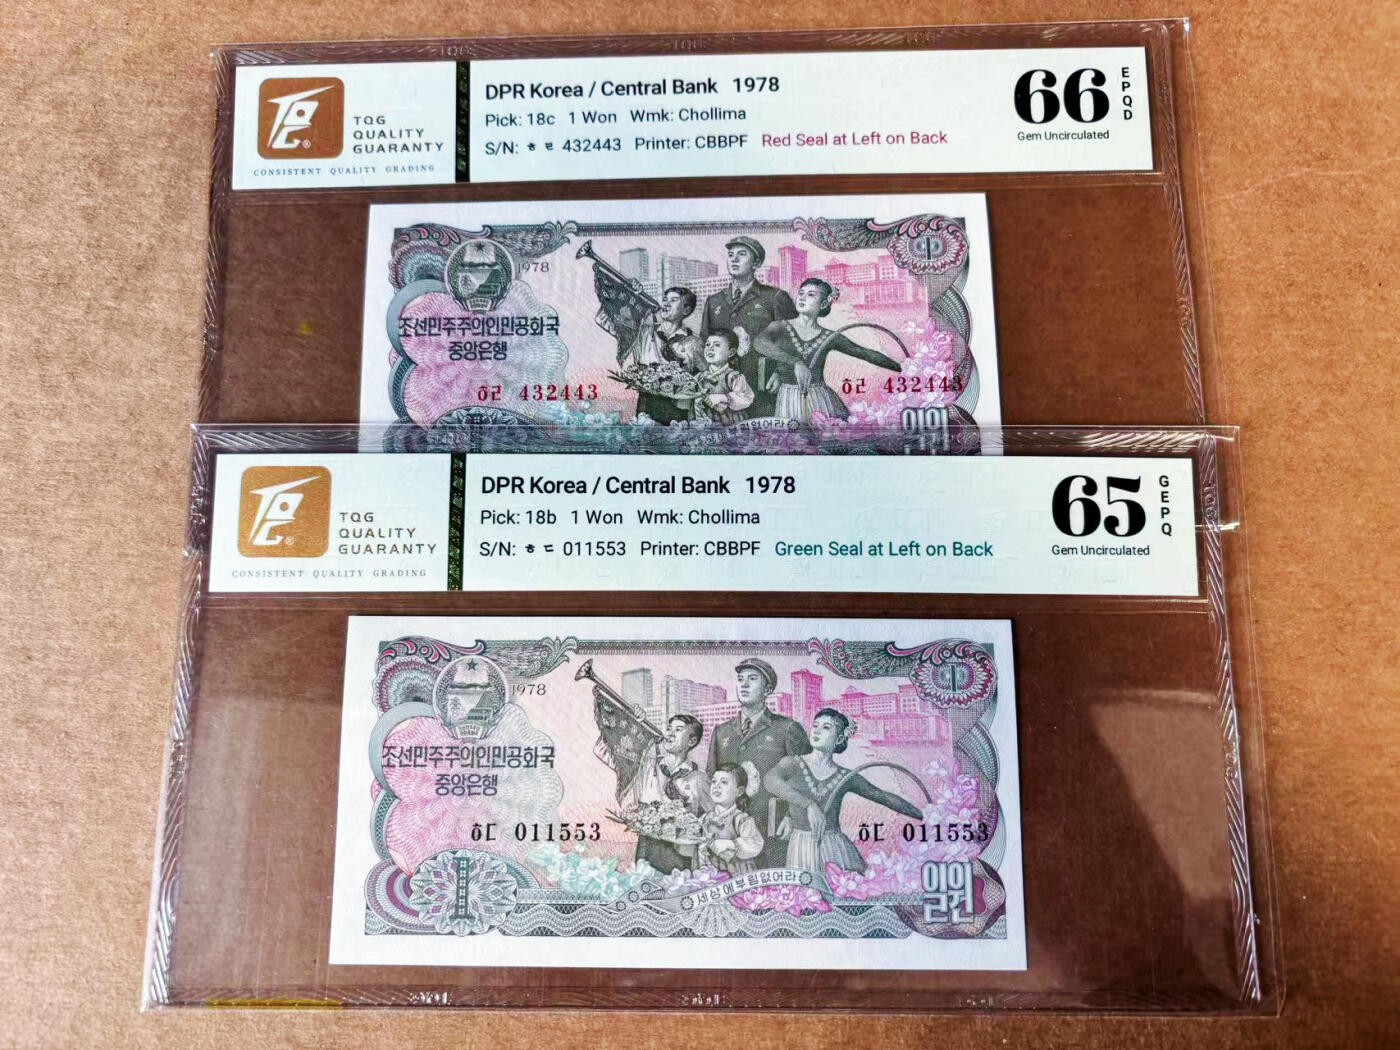 TQG
QUALITY
GUARANTY
CONSISTENT QUALITY GRADING
DPR Korea / Central Bank 1978
Pick: 18c 1 Won Wmk: Chollima
S/N: ㅎ ㄹ 432443 Printer: CBBPF Red Seal at Left on Back
66
EPQD
Gem Uncirculated
1978
조선민주주의인민공화국
중앙은행
ㅎㄹ 432443
ㅎㄹ 432443
일원
TQG
QUALITY
GUARANTY
CONSISTENT QUALITY GRADING
DPR Korea / Central Bank 1978
Pick: 18b 1 Won Wmk: Chollima
S/N: ㅎ ㄷ 011553 Printer: CBBPF Green Seal at Left on Back
65
GEPQ
Gem Uncirculated
1978
1
조선민주주의인민공화국
중앙은행
ㅎㄷ 011553
ㅎㄷ 011553
1
세상에부럼없어라
일원